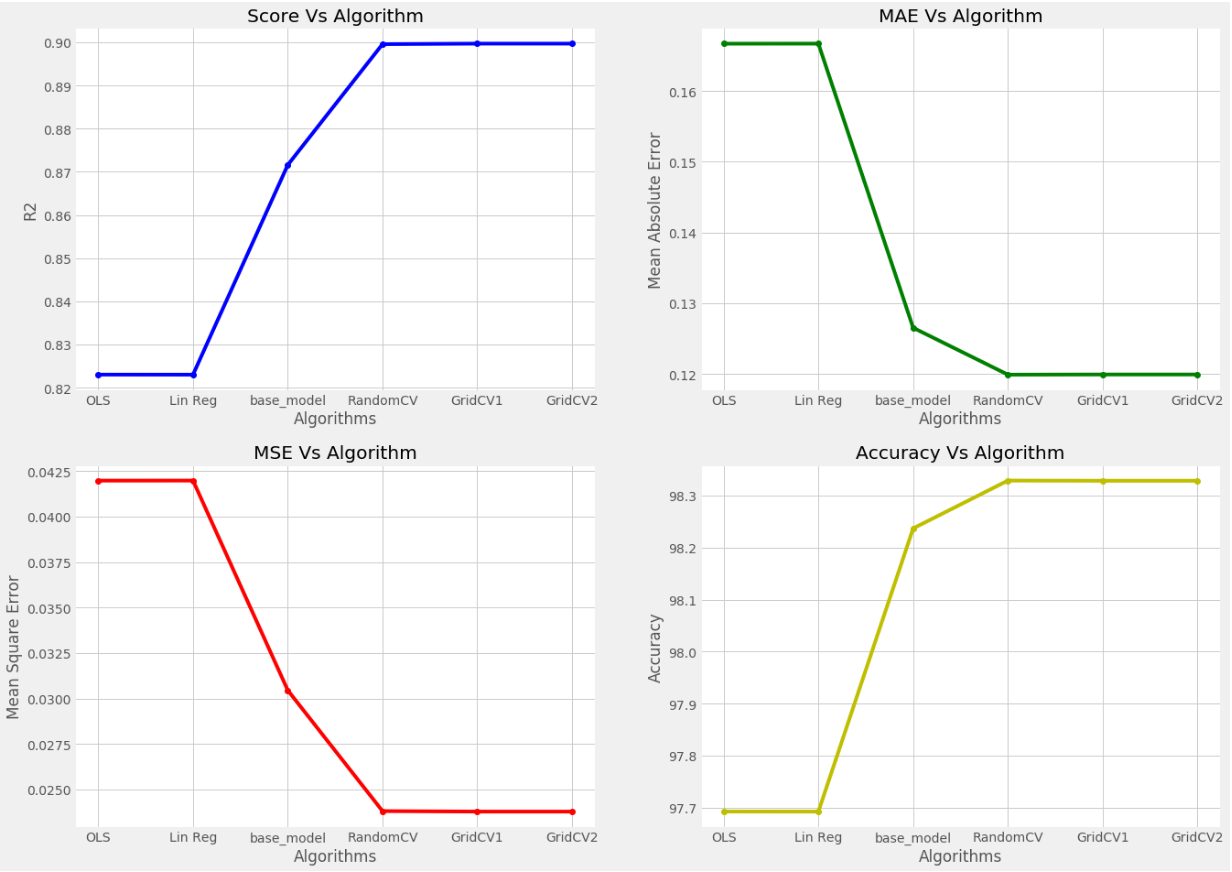 Score Vs Algorithm
0.90
0.89
0.88
0.87
0.86
0.85
0.84
0.83
0.82
R2
OLS Lin Reg base_model RandomCV GridCV1 GridCV2
Algorithms
MAE Vs Algorithm
0.16
0.15
0.14
0.13
0.12
Mean Absolute Error
OLS Lin Reg base_model RandomCV GridCV1 GridCV2
Algorithms
MSE Vs Algorithm
0.0425
0.0400
0.0375
0.0350
0.0325
0.0300
0.0275
0.0250
Mean Square Error
OLS Lin Reg base_model RandomCV GridCV1 GridCV2
Algorithms
Accuracy Vs Algorithm
98.3
98.2
98.1
98.0
97.9
97.8
97.7
Accuracy
OLS Lin Reg base_model RandomCV GridCV1 GridCV2
Algorithms